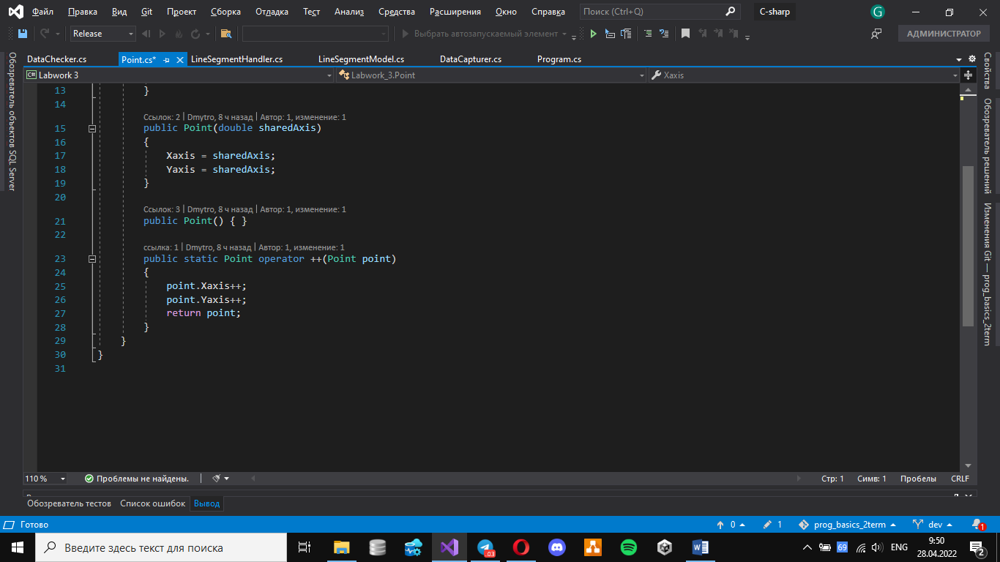 Файл Правка Вид Git Проект Сборка Отладка Тест Анализ Средства Расширения Окно Справка Поиск (Ctrl+Q) C-sharp G
Release Выбрать автозапускаемый элемент АДМИНИСТРАТОР
DataChecker.cs Point.cs* LineSegmentHandler.cs LineSegmentModel.cs DataCapturer.cs Program.cs
C# Labwork 3 Labwork_3.Point Xaxis
Обозреватель объектов SQL Server
13 }
14
Ссылок: 2 | Dmytro, 8 ч назад | Автор: 1, изменение: 1
15 public Point(double sharedAxis)
16 {
17 Xaxis = sharedAxis;
18 Yaxis = sharedAxis;
19 }
20
Ссылок: 3 | Dmytro, 8 ч назад | Автор: 1, изменение: 1
21 public Point() { }
22
ссылка: 1 | Dmytro, 8 ч назад | Автор: 1, изменение: 1
23 public static Point operator ++(Point point)
24 {
25 point.Xaxis++;
26 point.Yaxis++;
27 return point;
28 }
29 }
30 }
31
Свойства
Обозреватель решений
Изменения Git — prog_basics_2term
110 % Проблемы не найдены. Стр: 1 Симв: 1 Пробелы CRLF
Обозреватель тестов Список ошибок Вывод
Готово 0 1 prog_basics_2term dev 1
Введите здесь текст для поиска .03 69 ENG 9:50
28.04.2022 2